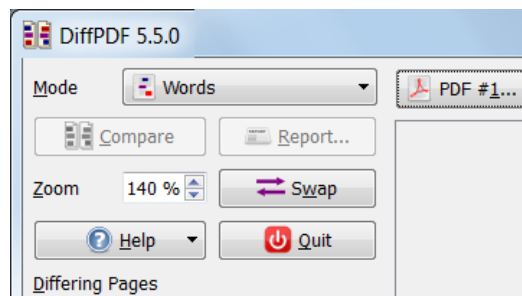 DiffPDF 5.5.0
Mode Words PDF #1...
Compare Report...
Zoom 140 % Swap
Help Quit
Differing Pages